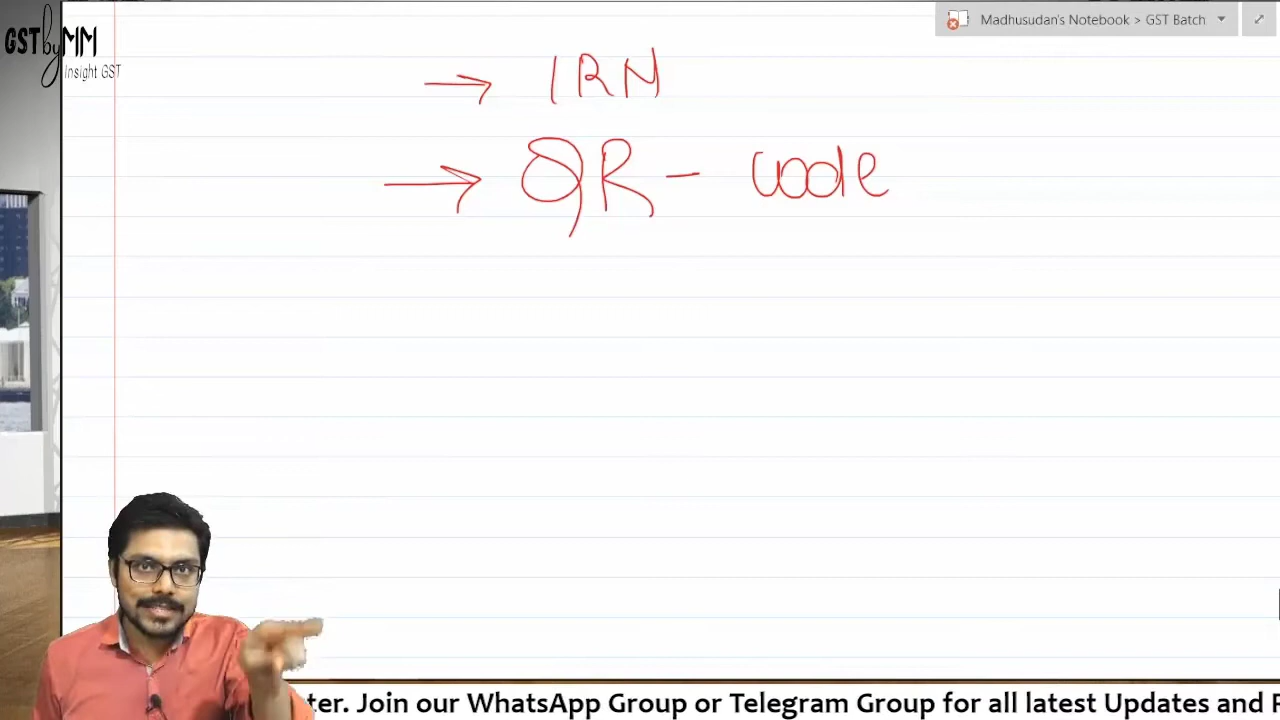 GST by MM
Insight GST
Madhusudan's Notebook > GST Batch
→ IRN
→ QR - code
ter. Join our WhatsApp Group or Telegram Group for all latest Updates and